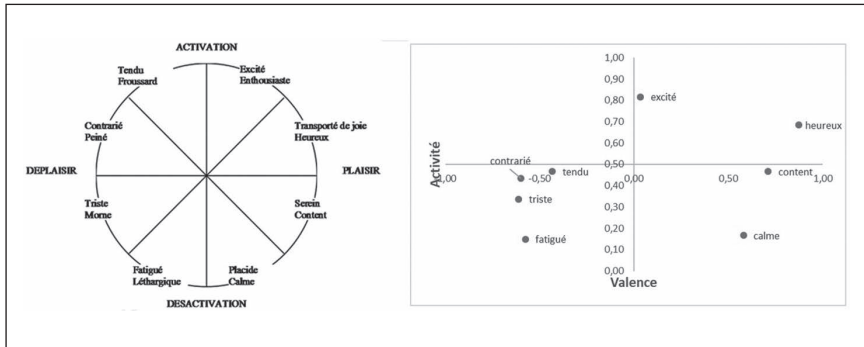 ACTIVATION
Tendu
Froussard
Excité
Enthousiaste
Contrarié
Peiné
Transporté de joie
Heureux
DEPLAISIR
PLAISIR
Triste
Morne
Serein
Content
Fatigué
Léthargique
Placide
Calme
DESACTIVATION
Activité
1,00
0,90
0,80
0,70
0,60
0,50
0,40
0,30
0,20
0,10
0,00
-0,50
0,00
0,50
1,00
excité
heureux
contrarié
tendu
content
triste
fatigué
calme
Valence